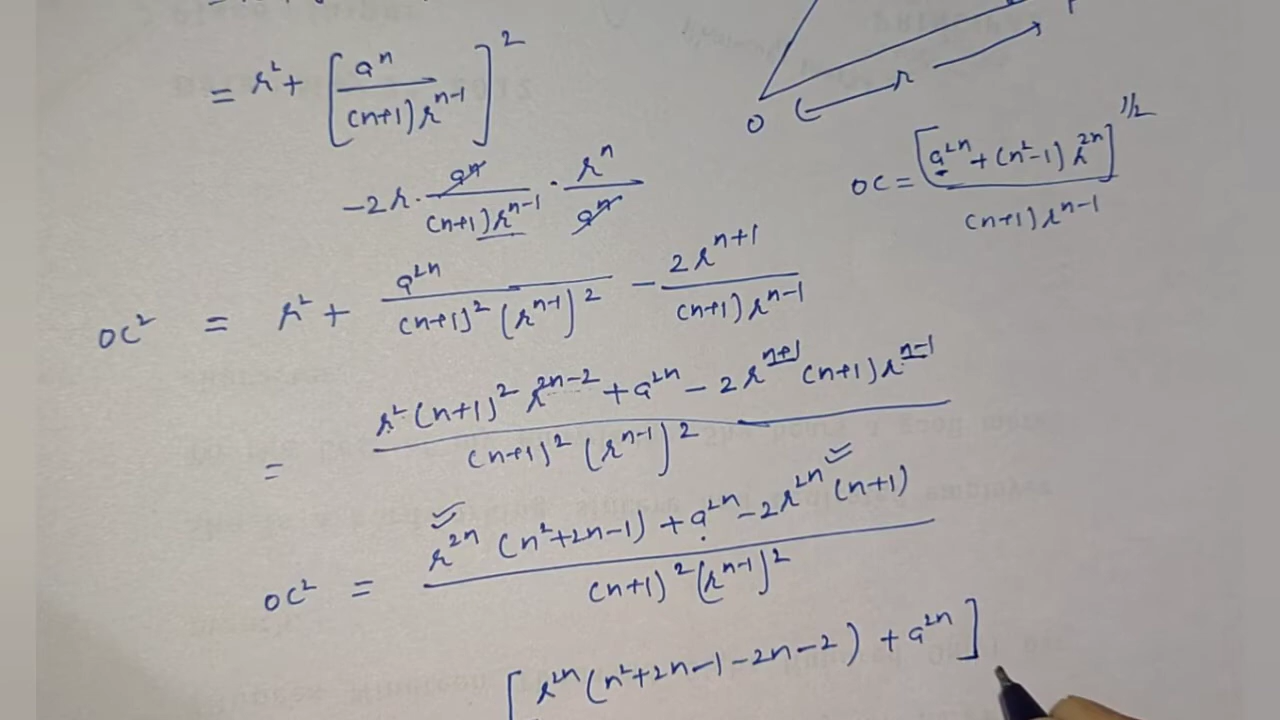 = r² + [aⁿ / (n+1) rⁿ⁻¹]²
- 2r · aⁿ / (n+1) rⁿ⁻¹ · rⁿ / aⁿ
O
r
OC = [a²ⁿ + (n²-1) r²ⁿ]^1/2 / (n+1) rⁿ⁻¹
OC² = r² + a²ⁿ / (n+1)² (rⁿ⁻¹)² - 2rⁿ⁺¹ / (n+1) rⁿ⁻¹
= r² (n+1)² r²ⁿ⁻² + a²ⁿ - 2rⁿ⁺¹ (n+1) rⁿ⁻¹ / (n+1)² (rⁿ⁻¹)²
OC² = r²ⁿ (n²+2n-1) + a²ⁿ - 2r²ⁿ (n+1) / (n+1)² (rⁿ⁻¹)²
[r²ⁿ (n²+2n-1-2n-2) + a²ⁿ]